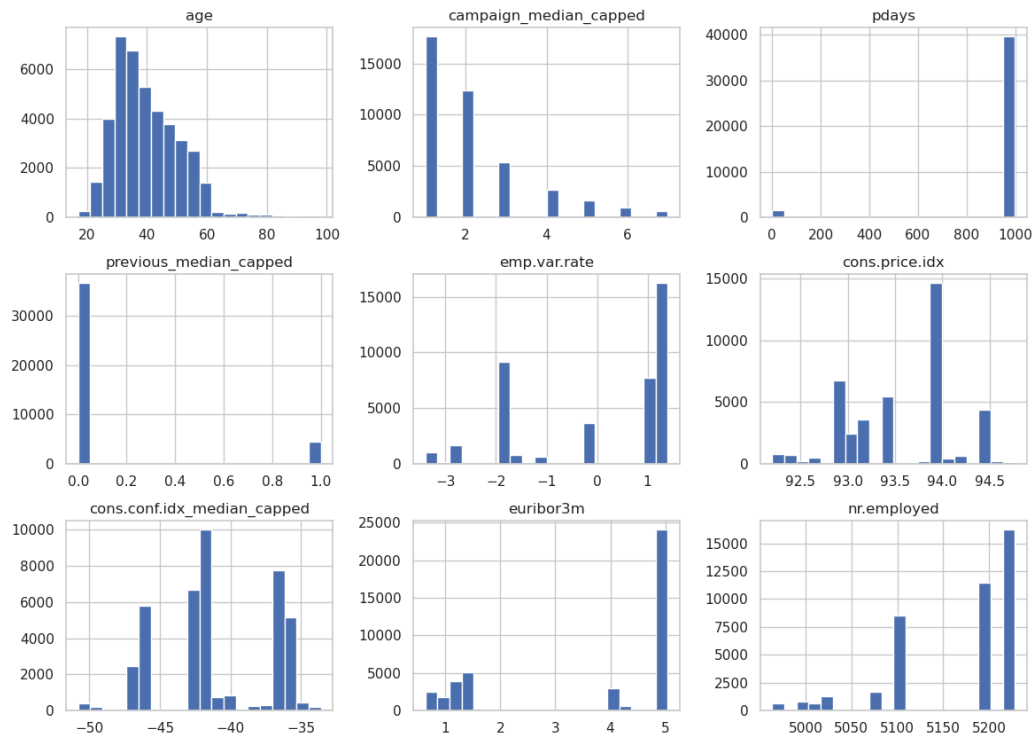 age
6000
4000
2000
0
20 40 60 80 100
campaign_median_capped
15000
10000
5000
0
2 4 6
pdays
40000
30000
20000
10000
0
0 200 400 600 800 1000
previous_median_capped
30000
20000
10000
0
0.0 0.2 0.4 0.6 0.8 1.0
emp.var.rate
15000
10000
5000
0
−3 −2 −1 0 1
cons.price.idx
15000
10000
5000
0
92.5 93.0 93.5 94.0 94.5
cons.conf.idx_median_capped
10000
8000
6000
4000
2000
0
−50 −45 −40 −35
euribor3m
25000
20000
15000
10000
5000
0
1 2 3 4 5
nr.employed
15000
12500
10000
7500
5000
2500
0
5000 5050 5100 5150 5200